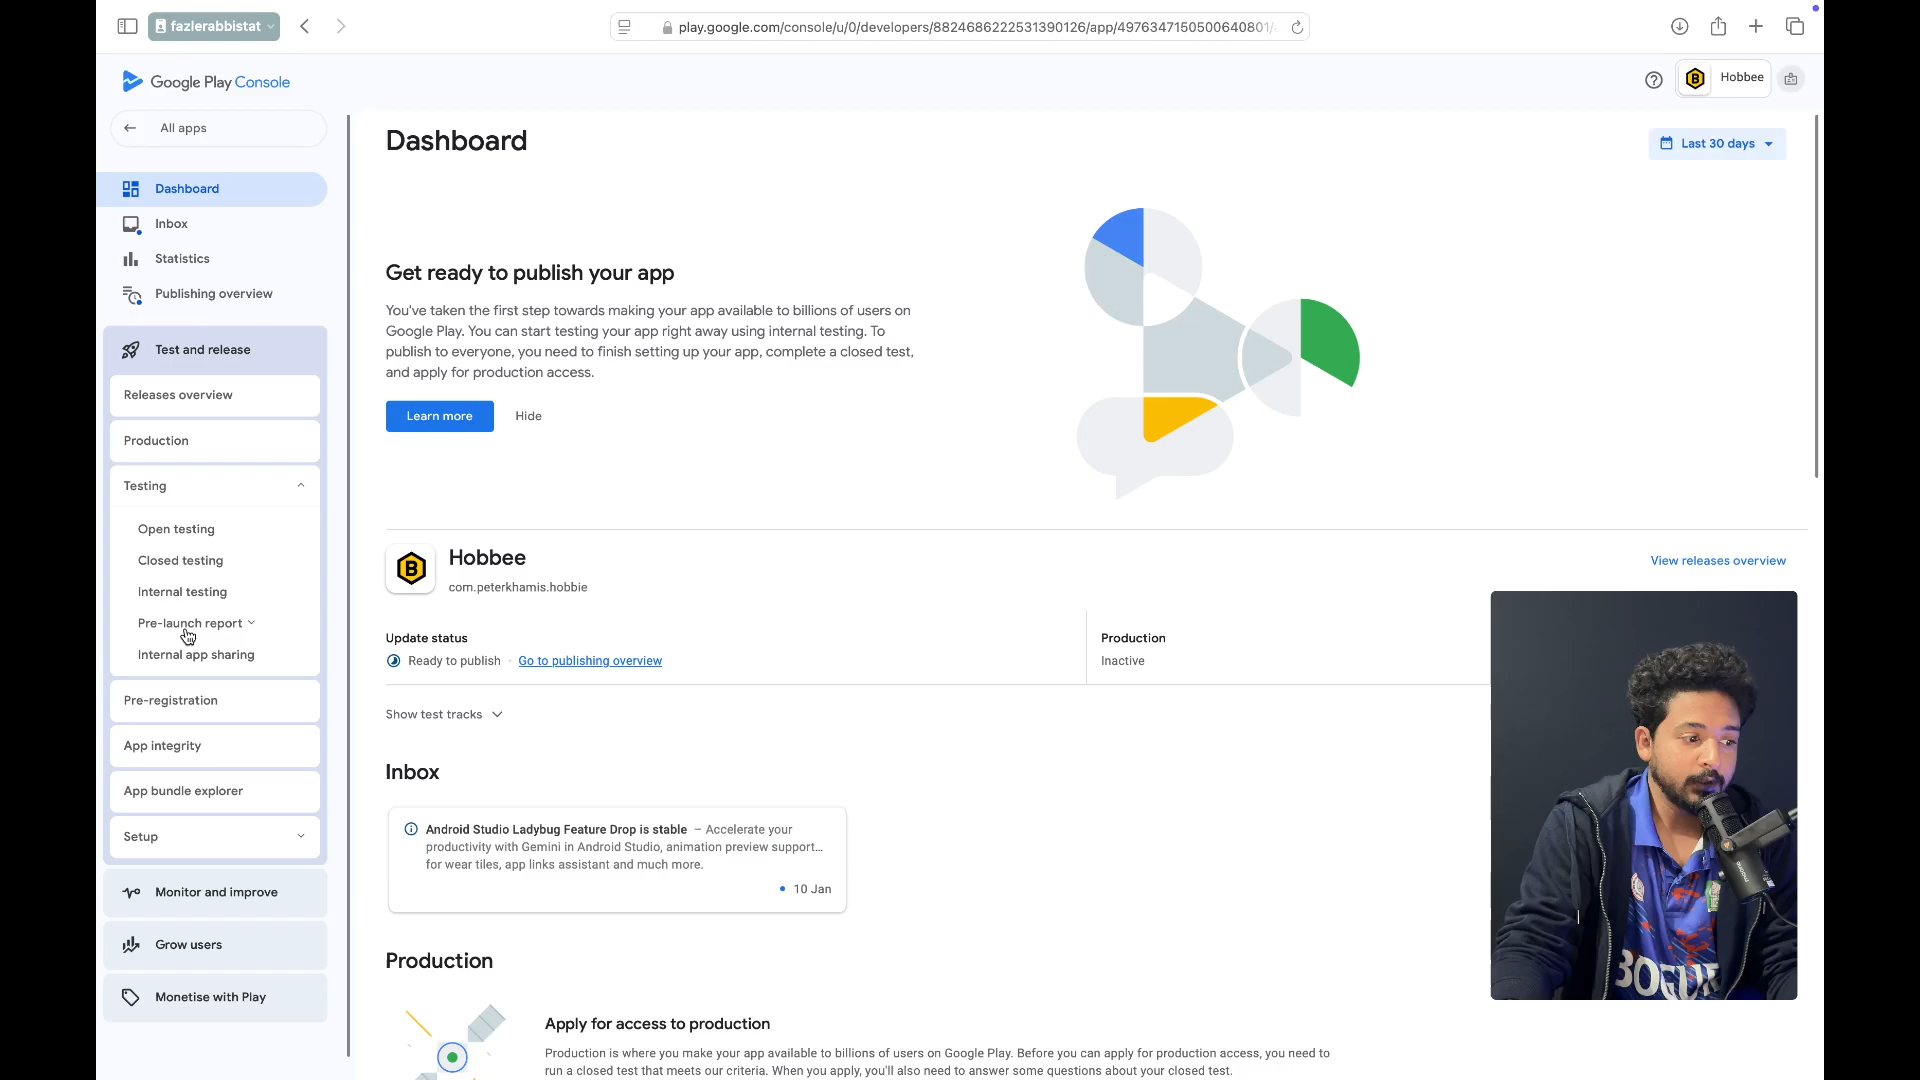 fazlerabbistat
play.google.com/console/u/0/developers/8824686222531390126/app/4976347150500640801/
Google Play Console
Hobbee
All apps
Dashboard
Inbox
Statistics
Publishing overview
Test and release
Releases overview
Production
Testing
Open testing
Closed testing
Internal testing
Pre-launch report
Internal app sharing
Pre-registration
App integrity
App bundle explorer
Setup
Monitor and improve
Grow users
Monetise with Play
Dashboard
Last 30 days
Get ready to publish your app
You've taken the first step towards making your app available to billions of users on
Google Play. You can start testing your app right away using internal testing. To
publish to everyone, you need to finish setting up your app, complete a closed test,
and apply for production access.
Learn more Hide
B
Hobbee
com.peterkhamis.hobbie
View releases overview
Update status
Ready to publish · Go to publishing overview
Production
Inactive
Show test tracks
Inbox
Android Studio Ladybug Feature Drop is stable – Accelerate your
productivity with Gemini in Android Studio, animation preview support...
for wear tiles, app links assistant and much more.
10 Jan
Production
Apply for access to production
Production is where you make your app available to billions of users on Google Play. Before you can apply for production access, you need to
run a closed test that meets our criteria. When you apply, you'll also need to answer some questions about your closed test.